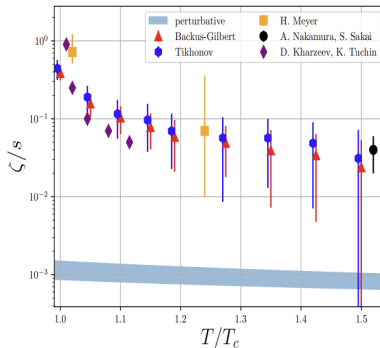 perturbative
Backus-Gilbert
Tikhonov
H. Meyer
A. Nakamura, S. Sakai
D. Kharzeev, K. Tuchin
ζ/s
10⁰
10⁻¹
10⁻²
10⁻³
1.0 1.1 1.2 1.3 1.4 1.5
T/T_c